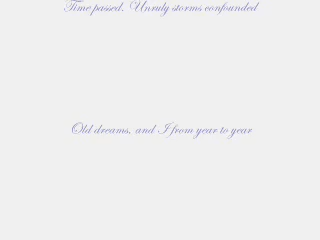 Time passed. Unruly storms confounded
Old dreams, and I from year to year